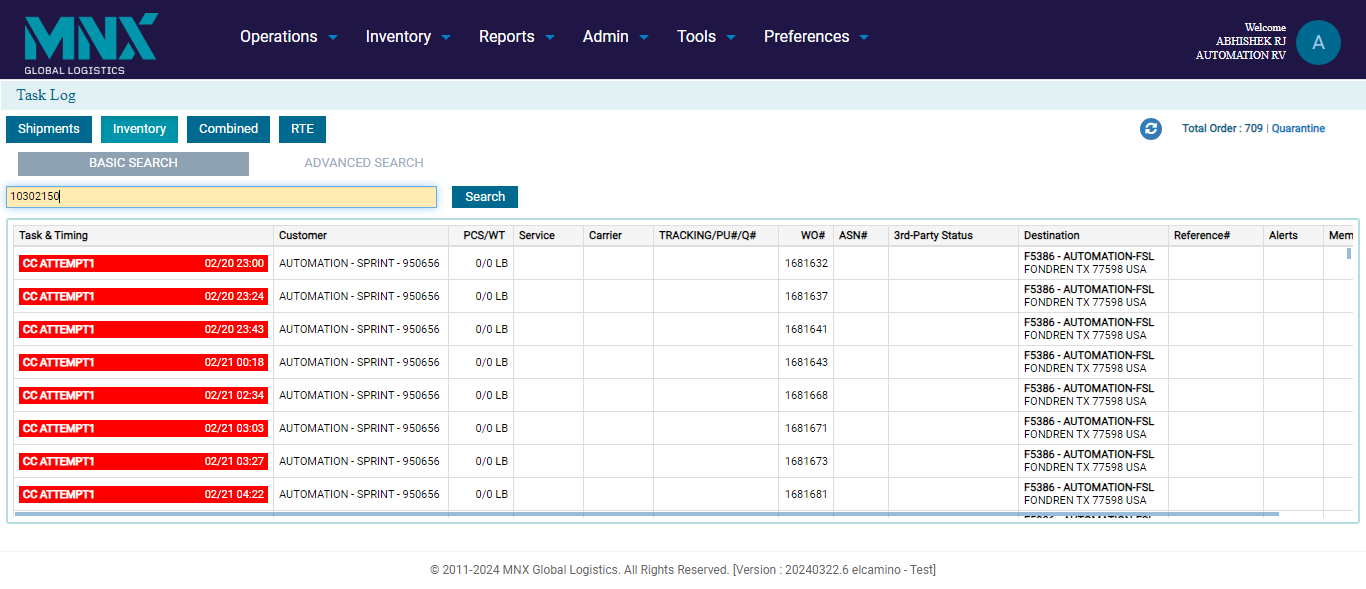 MNX
GLOBAL LOGISTICS
Operations Inventory Reports Admin Tools Preferences
Welcome
ABHISHEK RJ
AUTOMATION RV
A
Task Log
Shipments Inventory Combined RTE
Total Order : 709 | Quarantine
BASIC SEARCH ADVANCED SEARCH
10302150 Search
Task & Timing Customer PCS/WT Service Carrier TRACKING/PU#/Q# WO# ASN# 3rd-Party Status Destination Reference# Alerts Mem
CC ATTEMPT1 02/20 23:00 AUTOMATION - SPRINT - 950656 0/0 LB 1681632 F5386 - AUTOMATION-FSL
FONDREN TX 77598 USA
CC ATTEMPT1 02/20 23:24 AUTOMATION - SPRINT - 950656 0/0 LB 1681637 F5386 - AUTOMATION-FSL
FONDREN TX 77598 USA
CC ATTEMPT1 02/20 23:43 AUTOMATION - SPRINT - 950656 0/0 LB 1681641 F5386 - AUTOMATION-FSL
FONDREN TX 77598 USA
CC ATTEMPT1 02/21 00:18 AUTOMATION - SPRINT - 950656 0/0 LB 1681643 F5386 - AUTOMATION-FSL
FONDREN TX 77598 USA
CC ATTEMPT1 02/21 02:34 AUTOMATION - SPRINT - 950656 0/0 LB 1681668 F5386 - AUTOMATION-FSL
FONDREN TX 77598 USA
CC ATTEMPT1 02/21 03:03 AUTOMATION - SPRINT - 950656 0/0 LB 1681671 F5386 - AUTOMATION-FSL
FONDREN TX 77598 USA
CC ATTEMPT1 02/21 03:27 AUTOMATION - SPRINT - 950656 0/0 LB 1681673 F5386 - AUTOMATION-FSL
FONDREN TX 77598 USA
CC ATTEMPT1 02/21 04:22 AUTOMATION - SPRINT - 950656 0/0 LB 1681681 F5386 - AUTOMATION-FSL
FONDREN TX 77598 USA
© 2011-2024 MNX Global Logistics. All Rights Reserved. [Version : 20240322.6 elcamino - Test]